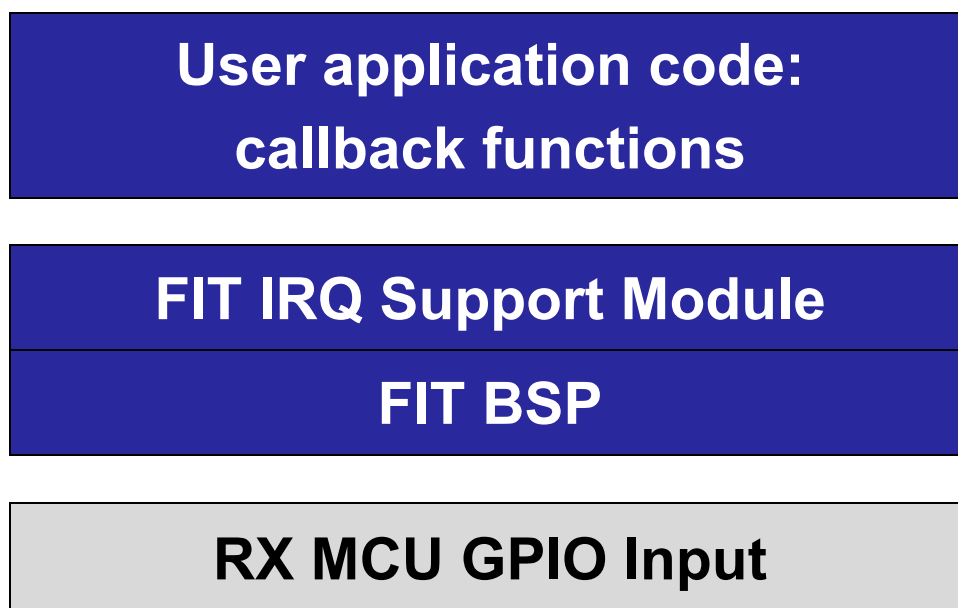 User application code:
callback functions
FIT IRQ Support Module
FIT BSP
RX MCU GPIO Input